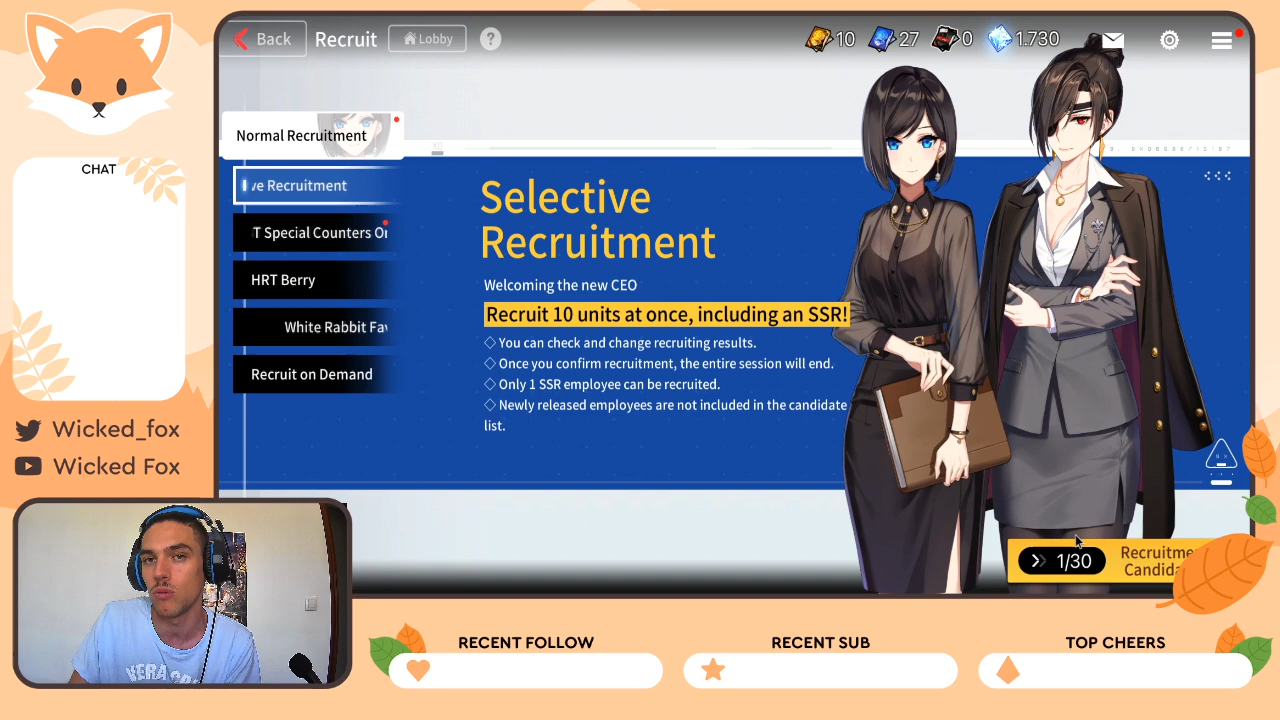 Back
Recruit
Lobby
?
10
27
0
1.730
Normal Recruitment
ve Recruitment
T Special Counters Or
HRT Berry
White Rabbit Fav
Recruit on Demand
Selective
Recruitment
Welcoming the new CEO
Recruit 10 units at once, including an SSR!
◇ You can check and change recruiting results.
◇ Once you confirm recruitment, the entire session will end.
◇ Only 1 SSR employee can be recruited.
◇ Newly released employees are not included in the candidate
list.
1/30
Recruitme
Candida
CHAT
Wicked_fox
Wicked Fox
RECENT FOLLOW
RECENT SUB
TOP CHEERS